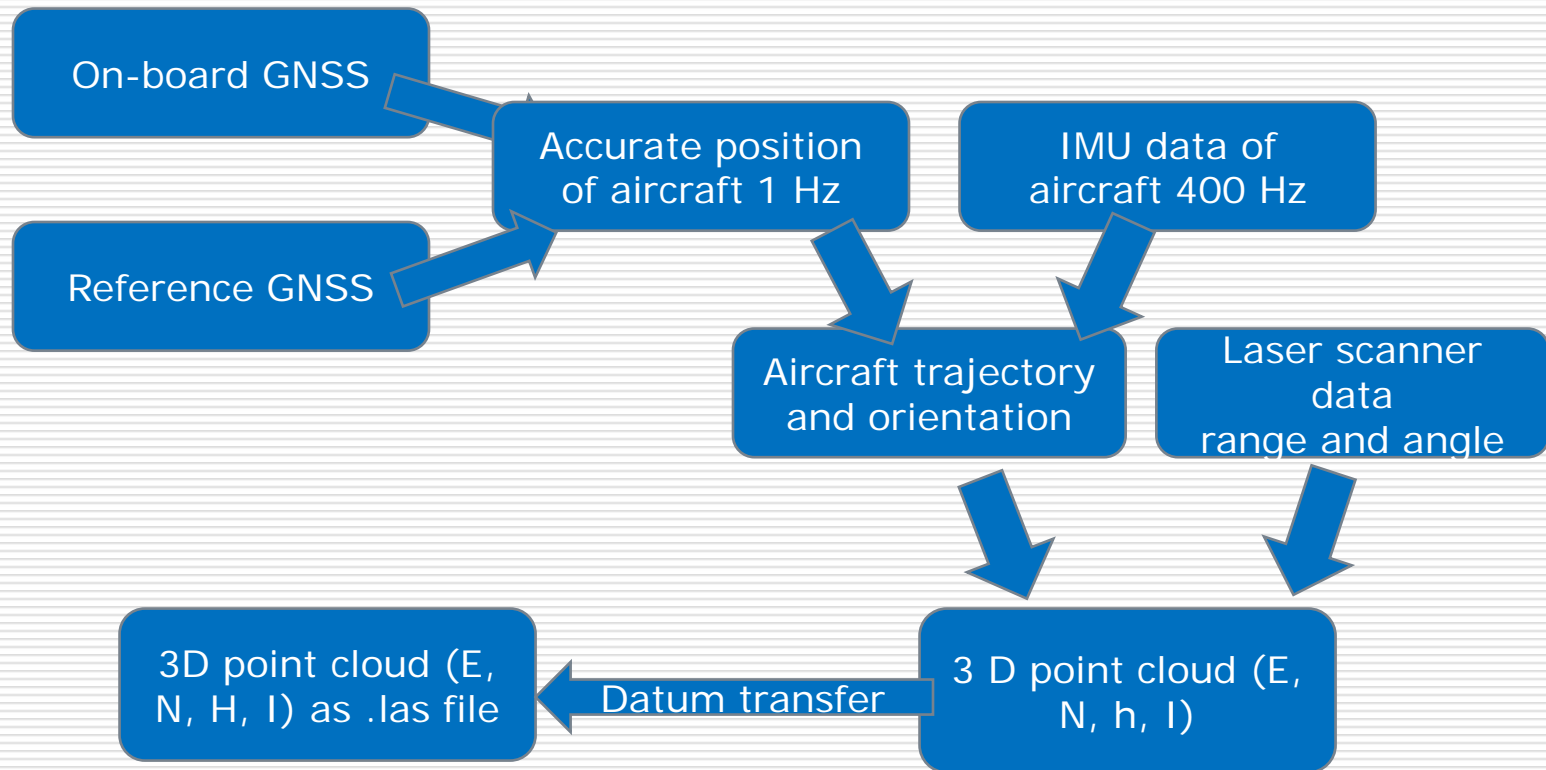 On-board GNSS
Accurate position
of aircraft 1 Hz
IMU data of
aircraft 400 Hz
Reference GNSS
Aircraft trajectory
and orientation
Laser scanner
data
range and angle
3D point cloud (E,
N, H, I) as .las file
Datum transfer
3 D point cloud (E,
N, h, I)